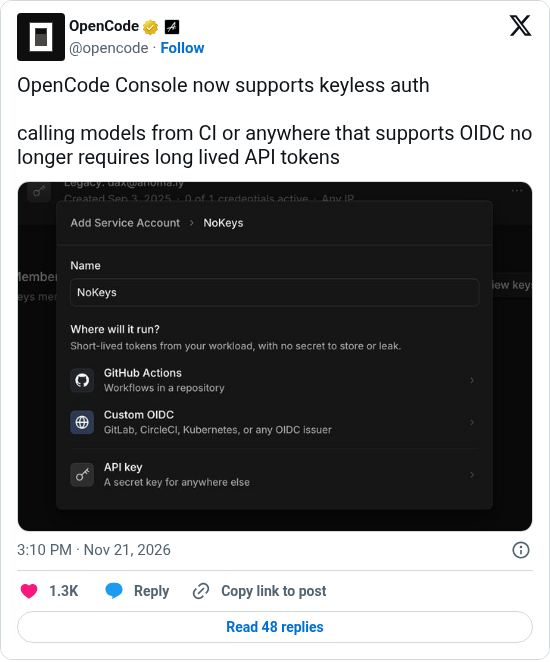 OpenCode
@opencode · Follow
OpenCode Console now supports keyless auth
calling models from CI or anywhere that supports OIDC no
longer requires long lived API tokens
Legacy: dax@anoma.ly
Created Sep 3, 2025 · 0 of 1 credentials active · Any IP
Add Service Account › NoKeys
Name
NoKeys
Where will it run?
Short-lived tokens from your workload, with no secret to store or leak.
GitHub Actions
Workflows in a repository
Custom OIDC
GitLab, CircleCI, Kubernetes, or any OIDC issuer
API key
A secret key for anywhere else
3:10 PM · Nov 21, 2026
1.3K Reply Copy link to post
Read 48 replies